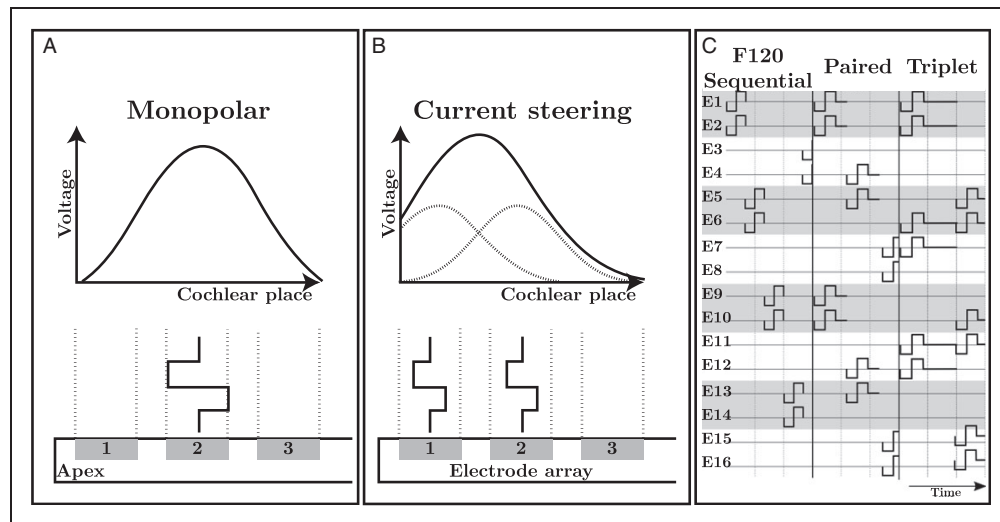 A
Monopolar
Voltage
Cochlear place
1 2 3
Apex
B
Current steering
Voltage
Cochlear place
1 2 3
Electrode array
C
F120
Sequential Paired Triplet
E1
E2
E3
E4
E5
E6
E7
E8
E9
E10
E11
E12
E13
E14
E15
E16
Time